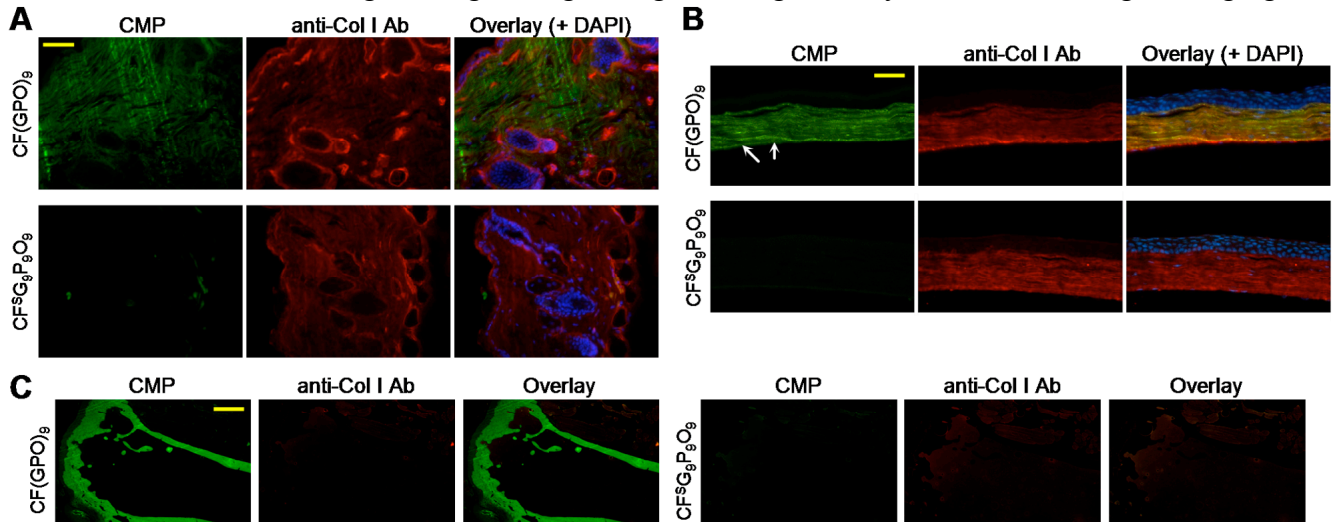 A
CMP anti-Col I Ab Overlay (+ DAPI)
CF(GPO)9
CFˢG9P9O9
B
CMP anti-Col I Ab Overlay (+ DAPI)
CF(GPO)9
CFˢG9P9O9
C
CMP anti-Col I Ab Overlay
CF(GPO)9
CMP anti-Col I Ab Overlay
CFˢG9P9O9